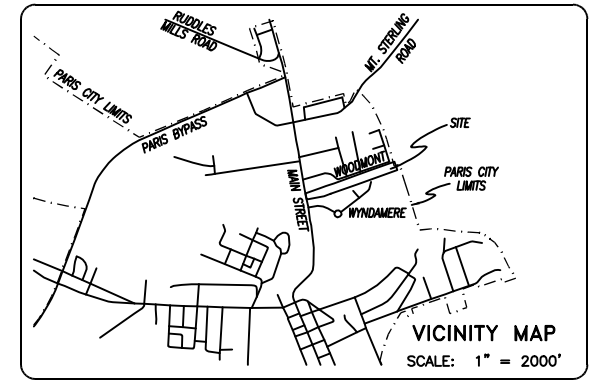 RUDDLES
MILLS ROAD
MT. STERLING
ROAD
PARIS CITY LIMITS
PARIS BYPASS
SITE
WOODMONT
PARIS CITY
LIMITS
MAIN STREET
WYNDAMERE
VICINITY MAP
SCALE: 1" = 2000'